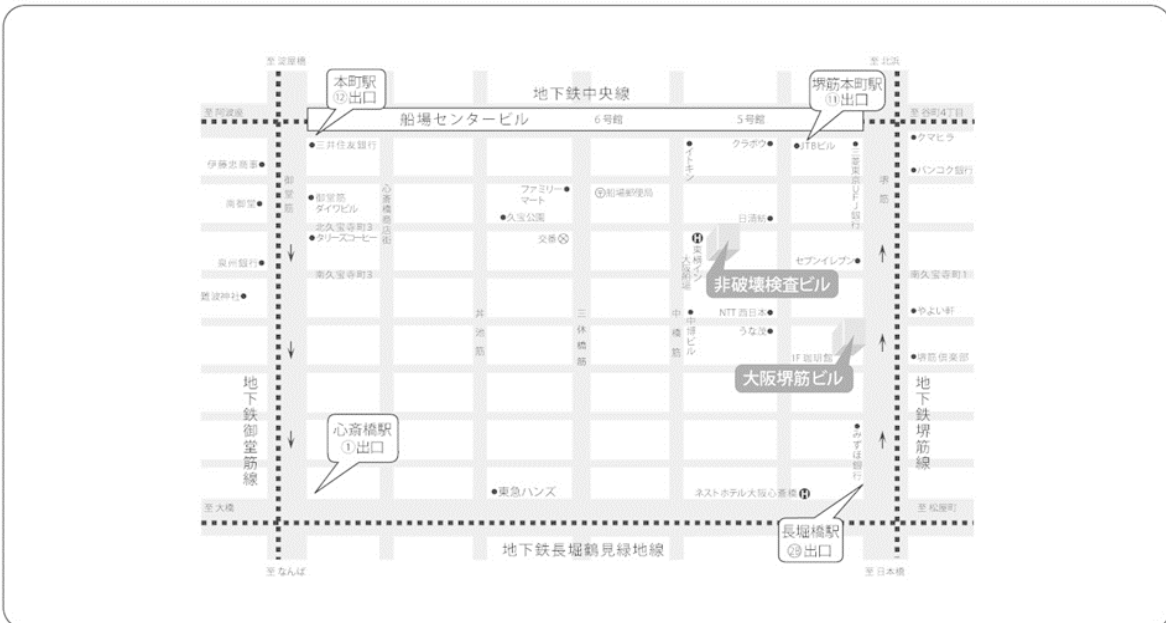 至 淀屋橋
至 北浜
本町駅
⑫出口
地下鉄中央線
堺筋本町駅
⑪出口
至 阿波座
船場センタービル
6号館
5号館
至 谷町4丁目
●三井住友銀行
イトキン
クラボウ●
●JTBビル
三菱東京UFJ銀行
●クマヒラ
伊藤忠商事●
●バンコク銀行
御堂筋
心斎橋商店街
堺筋
●御堂筋
ダイワビル
ファミリー●
マート
〶船場郵便局
南御堂●
●久宝公園
日清紡●
北久宝寺町3
●タリーズコーヒー
交番
H
東横イン
大阪船場
セブンイレブン●
泉州銀行●
南久宝寺町3
非破壊検査ビル
南久宝寺町1
難波神社●
丼池筋
三休橋筋
中橋筋
中博ビル
NTT西日本●
●やよい軒
うな茂●
IF 珈琲館
●堺筋倶楽部
大阪堺筋ビル
地下鉄御堂筋線
地下鉄堺筋線
心斎橋駅
①出口
みずほ銀行
●東急ハンズ
ネストホテル大阪心斎橋 H
至 大橋
至 松屋町
地下鉄長堀鶴見緑地線
長堀橋駅
㉘出口
至 なんば
至 日本橋